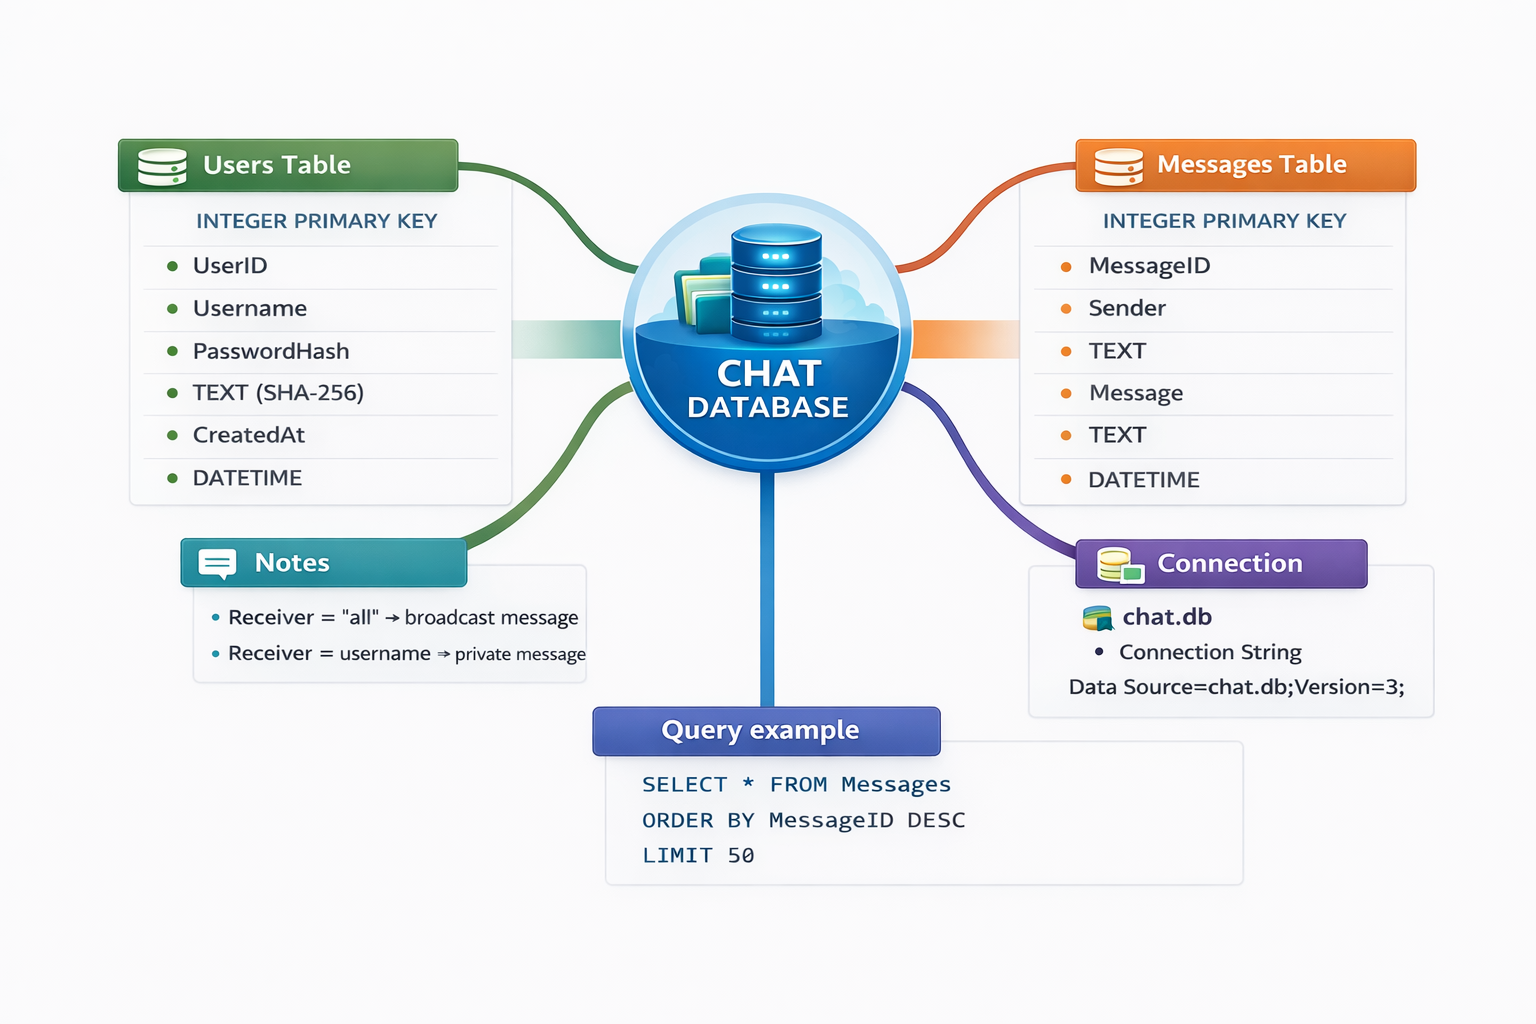 Users Table
INTEGER PRIMARY KEY
UserID
Username
PasswordHash
TEXT (SHA-256)
CreatedAt
DATETIME
CHAT
DATABASE
Messages Table
INTEGER PRIMARY KEY
MessageID
Sender
TEXT
Message
TEXT
DATETIME
Notes
• Receiver = "all" → broadcast message
• Receiver = username ⇒ private message
Connection
chat.db
• Connection String
Data Source=chat.db;Version=3;
Query example
SELECT * FROM Messages
ORDER BY MessageID DESC
LIMIT 50